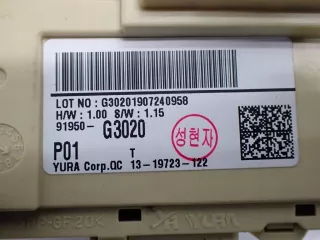 LOT NO : G30201907240958
H/W : 1.00 S/W : 1.15
91950- G3020
성현자
P01 T
YURA Corp.QC 13-19723-122
YURA